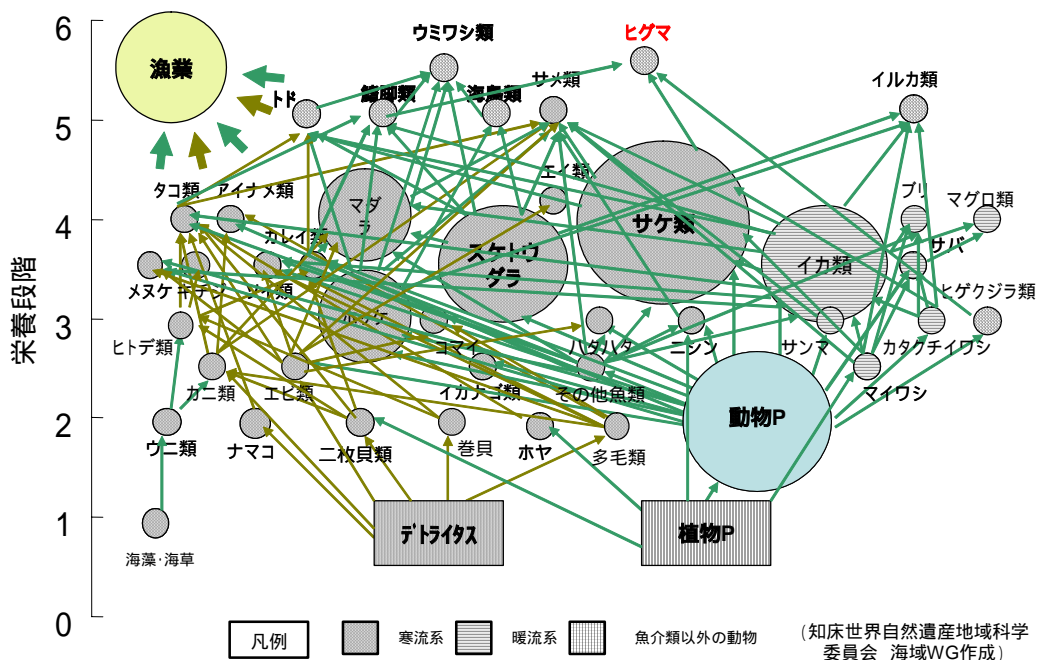 6
5
4
3
2
1
0
栄養段階
漁業
ウミワシ類
ヒグマ
トド
鰭脚類
海鳥類
サメ類
イルカ類
タコ類
アイナメ類
マダ
ラ
エイ類
サケ類
ブリ
マグロ類
カレイ類
スケトウ
ダラ
イカ類
サバ
メヌケ
キチジ
ソイ類
ホッケ
ヒゲクジラ類
ヒトデ類
コマイ
ハタハタ
ニシン
サンマ
カタクチイワシ
カニ類
エビ類
イカナゴ類
その他魚類
マイワシ
動物P
ウニ類
ナマコ
二枚貝類
巻貝
ホヤ
多毛類
デトライタス
植物P
海藻・海草
凡例
寒流系
暖流系
魚介類以外の動物
(知床世界自然遺産地域科学
委員会 海域WG作成)